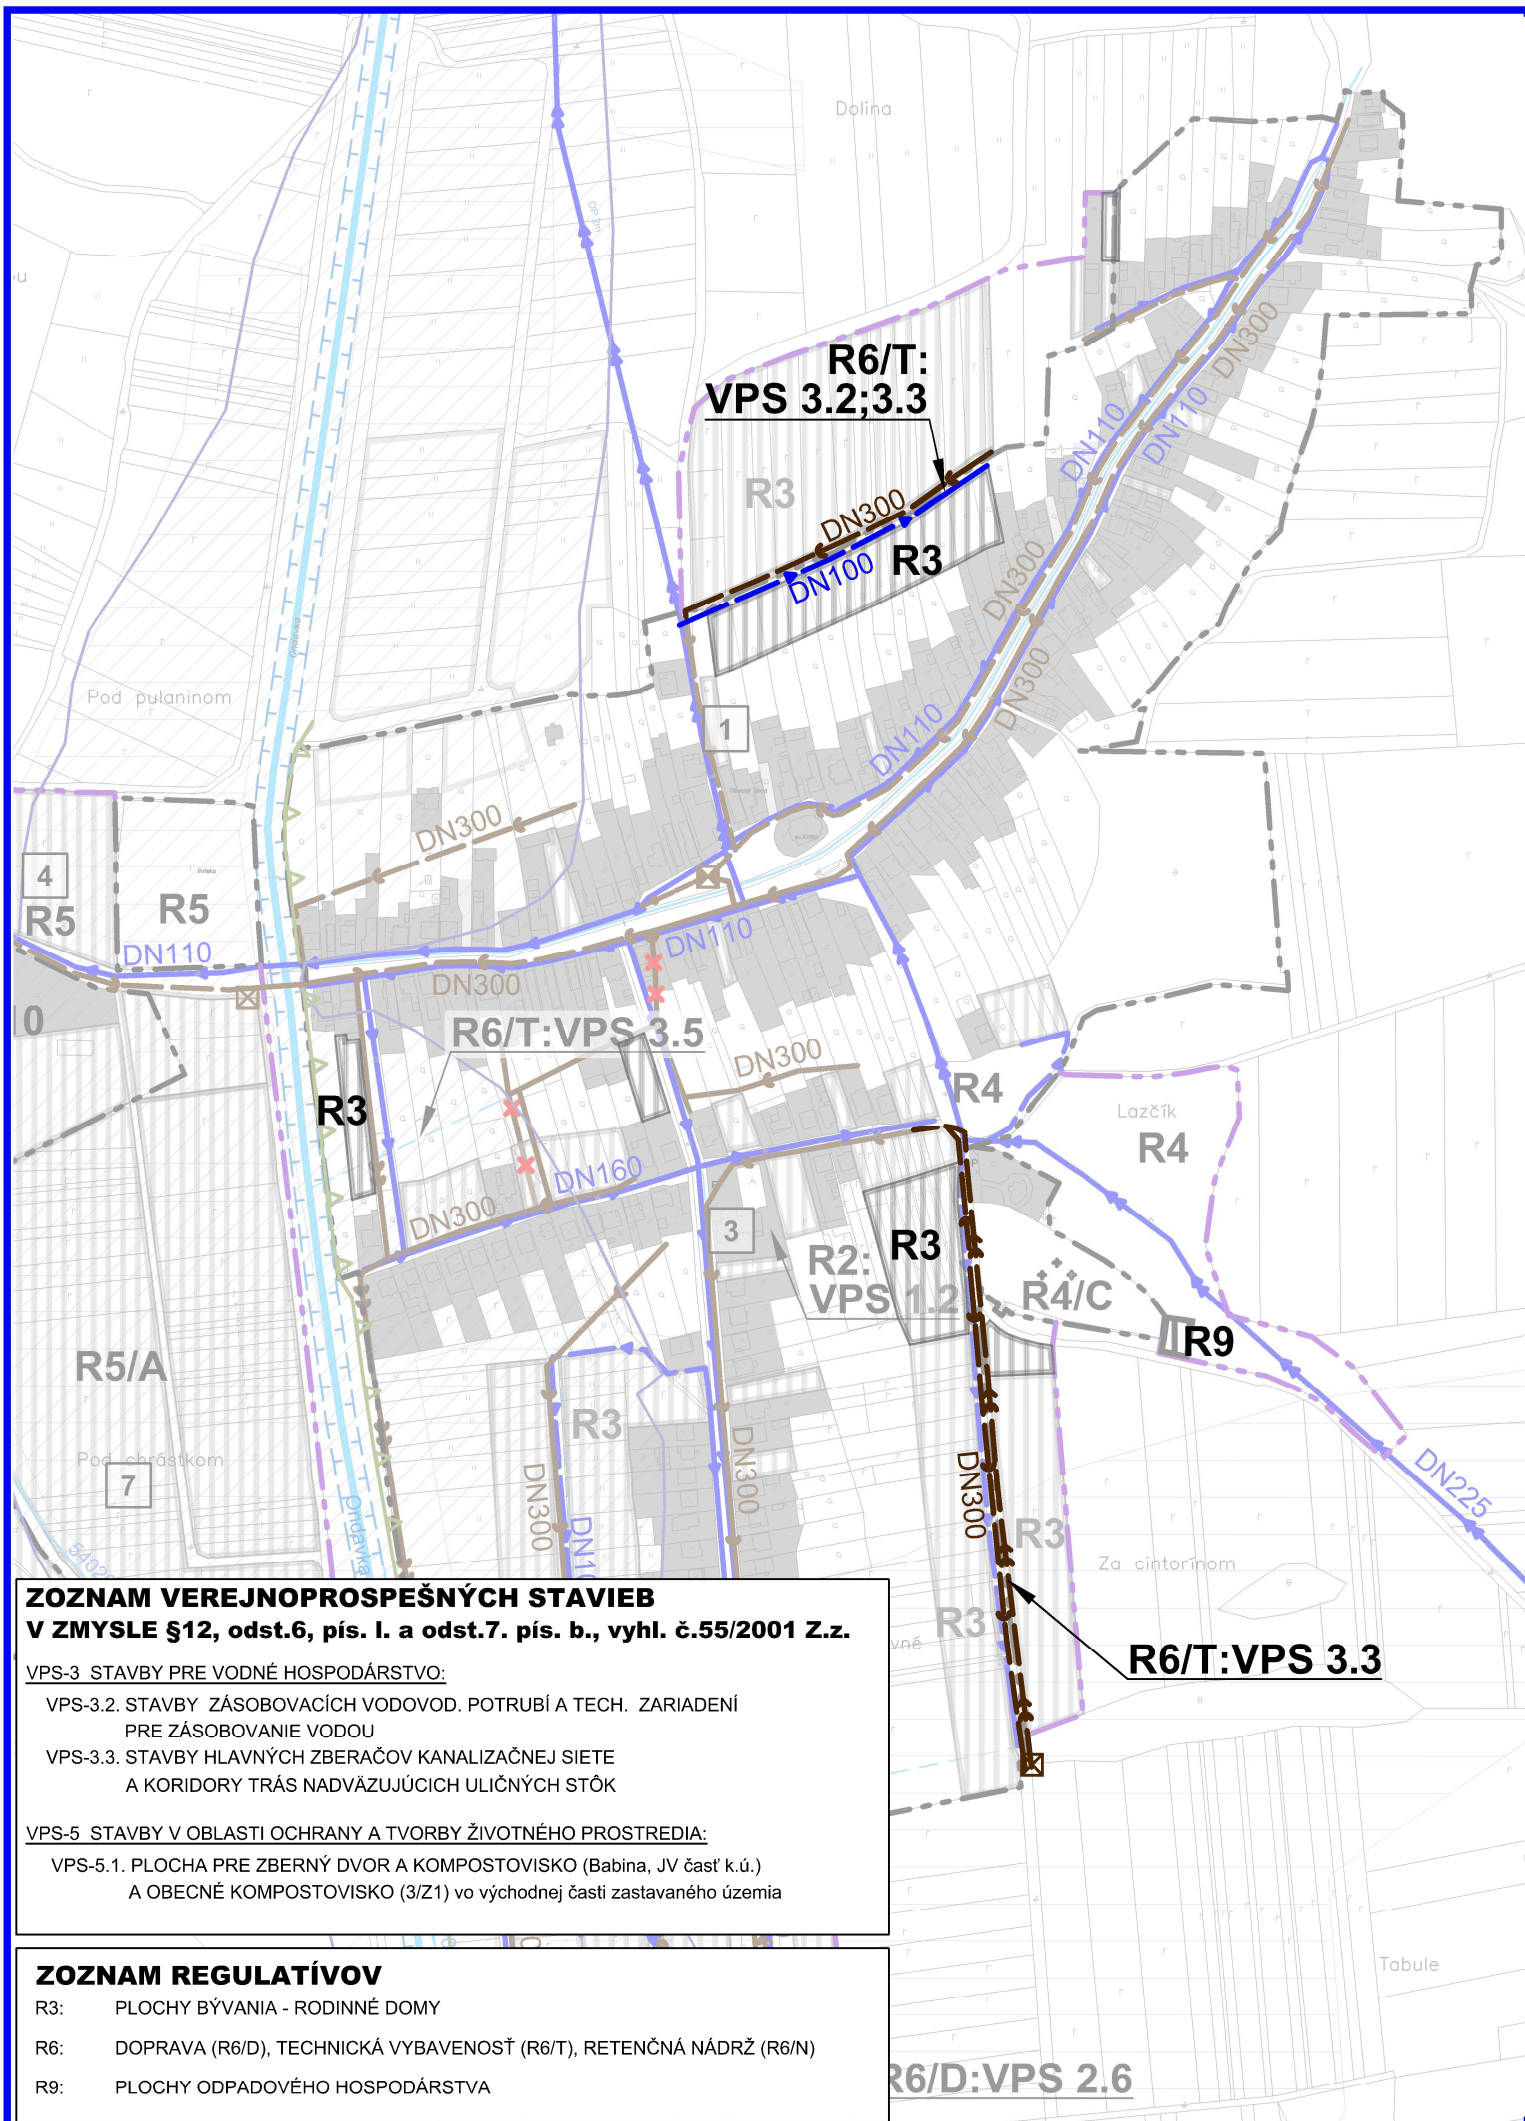 Dolina
OP 2m
R6/T:
VPS 3.2;3.3
DN300
DN110
DN110
R3
DN300
DN100
R3
DN300
DN300
Ondavka
Pod pulaninom
1
DN110
Obecný úrad
DN300
4
R5
R5
Ihrisko
DN110
DN110
DN300
10
R6/T:VPS 3.5
DN300
R3
R4
Lazčík
R4
DN160
DN300
3
R2:
VPS 1.2
R3
R4/C
R9
R5/A
R3
Pod chrástkom
7
DN300
DN300
DN300
DN225
Ondavka
R3
Za cintorínom
R3
R6/T:VPS 3.3
ZOZNAM VEREJNOPROSPEŠNÝCH STAVIEB
V ZMYSLE §12, odst.6, pís. l. a odst.7. pís. b., vyhl. č.55/2001 Z.z.
VPS-3 STAVBY PRE VODNÉ HOSPODÁRSTVO:
VPS-3.2. STAVBY ZÁSOBOVACÍCH VODOVOD. POTRUBÍ A TECH. ZARIADENÍ
PRE ZÁSOBOVANIE VODOU
VPS-3.3. STAVBY HLAVNÝCH ZBERAČOV KANALIZAČNEJ SIETE
A KORIDORY TRÁS NADVÄZUJÚCICH ULIČNÝCH STÔK
VPS-5 STAVBY V OBLASTI OCHRANY A TVORBY ŽIVOTNÉHO PROSTREDIA:
VPS-5.1. PLOCHA PRE ZBERNÝ DVOR A KOMPOSTOVISKO (Babina, JV časť k.ú.)
A OBECNÉ KOMPOSTOVISKO (3/Z1) vo východnej časti zastavaného územia
Tabule
ZOZNAM REGULATÍVOV
R3: PLOCHY BÝVANIA - RODINNÉ DOMY
R6: DOPRAVA (R6/D), TECHNICKÁ VYBAVENOSŤ (R6/T), RETENČNÁ NÁDRŽ (R6/N)
R9: PLOCHY ODPADOVÉHO HOSPODÁRSTVA
R6/D:VPS 2.6